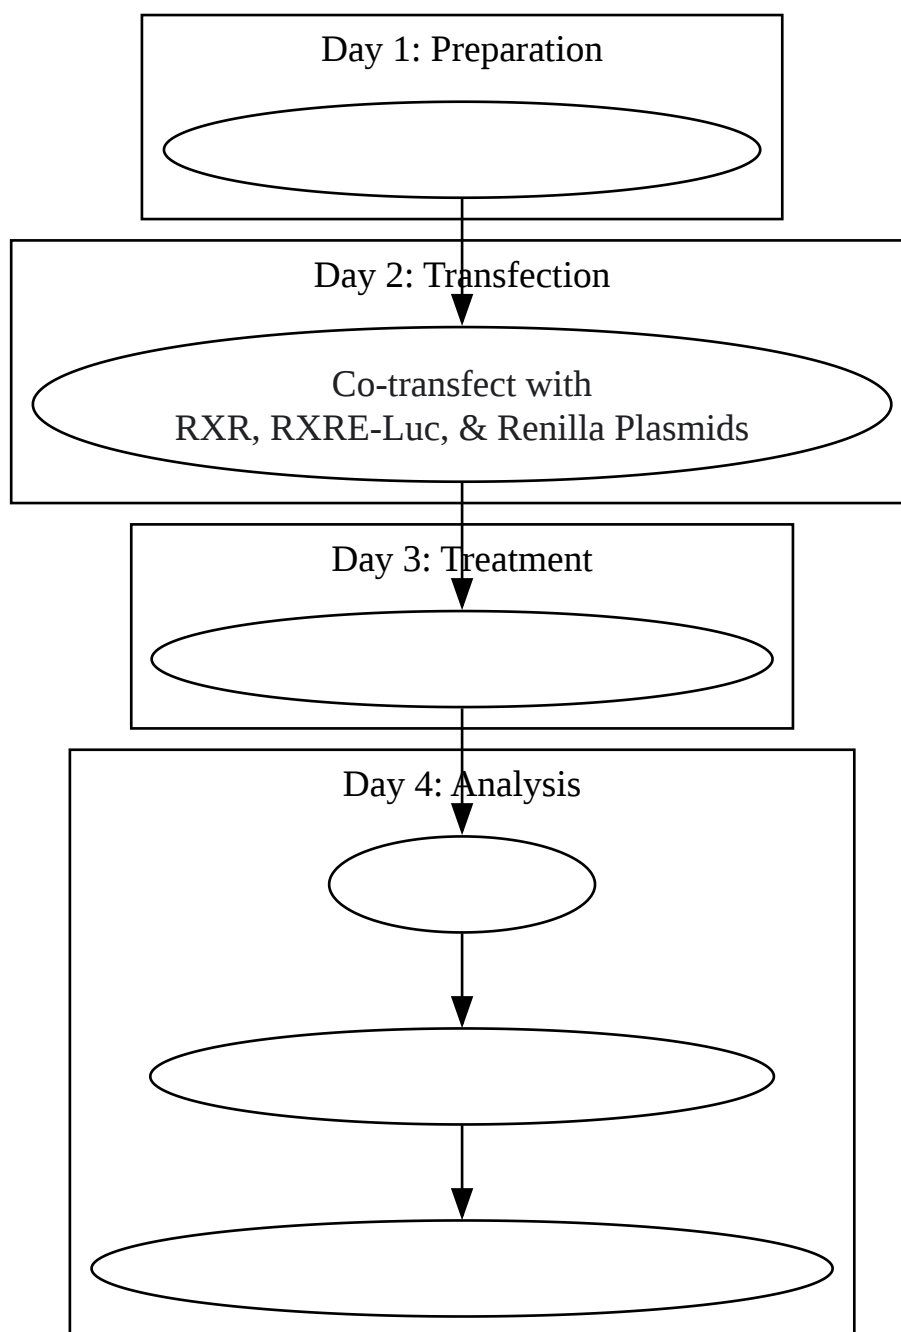 Day 1: Preparation
Day 2: Transfection
Co-transfect with
RXR, RXRE-Luc, & Renilla Plasmids
Day 3: Treatment
Day 4: Analysis